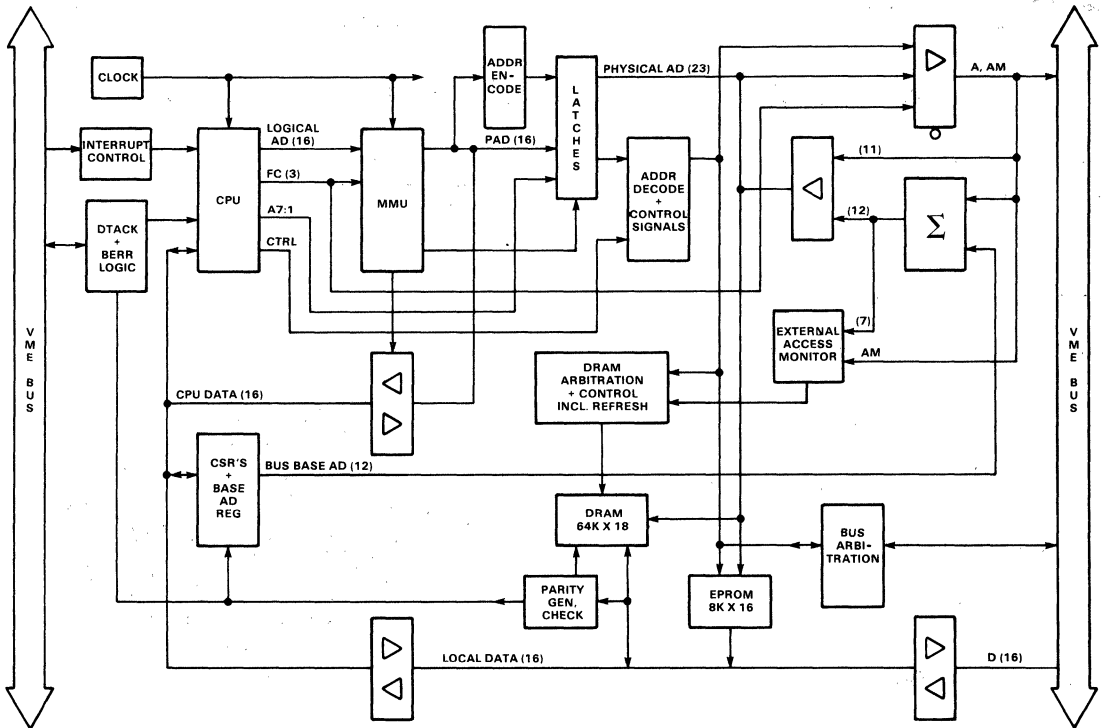 VME BUS
CLOCK
INTERRUPT
CONTROL
DTACK
+
BERR
LOGIC
CPU
LOGICAL
AD (16)
FC (3)
A7:1
CTRL
MMU
ADDR
EN-
CODE
PAD (16)
LATCHES
PHYSICAL AD (23)
ADDR
DECODE
+
CONTROL
SIGNALS
A, AM
(11)
(12)
Σ
(7)
AM
EXTERNAL
ACCESS
MONITOR
DRAM
ARBITRATION
+ CONTROL
INCL. REFRESH
CPU DATA (16)
CSR'S
+
BASE
AD
REG
BUS BASE AD (12)
DRAM
64K X 18
PARITY
GEN,
CHECK
EPROM
8K X 16
BUS
ARBI-
TRATION
LOCAL DATA (16)
D (16)
VME BUS